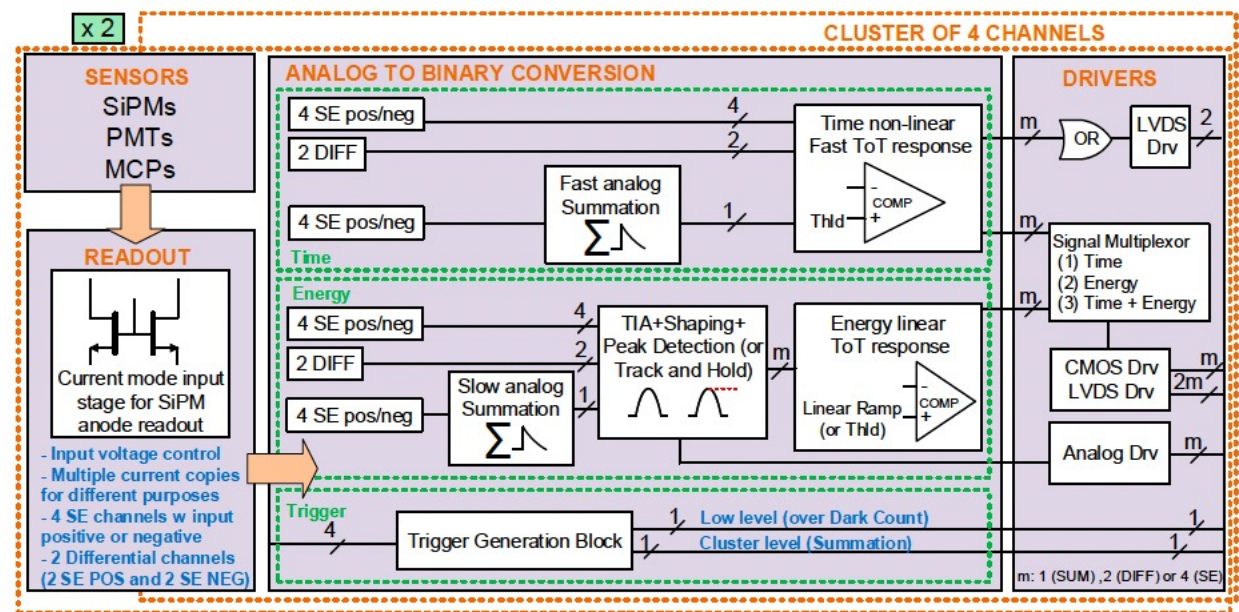 x 2
CLUSTER OF 4 CHANNELS
SENSORS
SiPMs
PMTs
MCPs
READOUT
Current mode input
stage for SiPM
anode readout
- Input voltage control
- Multiple current copies
for different purposes
- 4 SE channels w input
positive or negative
- 2 Differential channels
(2 SE POS and 2 SE NEG)
ANALOG TO BINARY CONVERSION
4 SE pos/neg
4
2 DIFF
2
4 SE pos/neg
Fast analog
Summation
∑
1
Time non-linear
Fast ToT response
-
COMP
Thld
+
Time
Energy
4 SE pos/neg
4
2 DIFF
2
4 SE pos/neg
Slow analog
Summation
∑
1
TIA+Shaping+
Peak Detection (or
Track and Hold)
m
Energy linear
ToT response
-
COMP
Linear Ramp
+
(or Thld)
Trigger
4
Trigger Generation Block
1
Low level (over Dark Count)
1
1
Cluster level (Summation)
1
DRIVERS
m
OR
LVDS
Drv
2
m
Signal Multiplexor
(1) Time
(2) Energy
(3) Time + Energy
m
CMOS Drv
LVDS Drv
m
2m
Analog Drv
m
m: 1 (SUM) ,2 (DIFF) or 4 (SE)